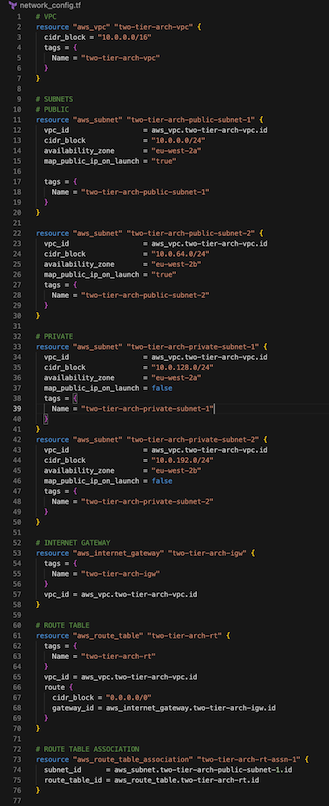 network_config.tf
1 # VPC
2 resource "aws_vpc" "two-tier-arch-vpc" {
3 cidr_block = "10.0.0.0/16"
4 tags = {
5 Name = "two-tier-arch-vpc"
6 }
7 }
8
9 # SUBNETS
10 # PUBLIC
11 resource "aws_subnet" "two-tier-arch-public-subnet-1" {
12 vpc_id = aws_vpc.two-tier-arch-vpc.id
13 cidr_block = "10.0.0.0/24"
14 availability_zone = "eu-west-2a"
15 map_public_ip_on_launch = "true"
16
17 tags = {
18 Name = "two-tier-arch-public-subnet-1"
19 }
20 }
21
22 resource "aws_subnet" "two-tier-arch-public-subnet-2" {
23 vpc_id = aws_vpc.two-tier-arch-vpc.id
24 cidr_block = "10.0.64.0/24"
25 availability_zone = "eu-west-2b"
26 map_public_ip_on_launch = "true"
27 tags = {
28 Name = "two-tier-arch-public-subnet-2"
29 }
30 }
31
32 # PRIVATE
33 resource "aws_subnet" "two-tier-arch-private-subnet-1" {
34 vpc_id = aws_vpc.two-tier-arch-vpc.id
35 cidr_block = "10.0.128.0/24"
36 availability_zone = "eu-west-2a"
37 map_public_ip_on_launch = false
38 tags = {
39 Name = "two-tier-arch-private-subnet-1"
40 }
41 }
42 resource "aws_subnet" "two-tier-arch-private-subnet-2" {
43 vpc_id = aws_vpc.two-tier-arch-vpc.id
44 cidr_block = "10.0.192.0/24"
45 availability_zone = "eu-west-2b"
46 map_public_ip_on_launch = false
47 tags = {
48 Name = "two-tier-arch-private-subnet-2"
49 }
50 }
51
52 # INTERNET GATEWAY
53 resource "aws_internet_gateway" "two-tier-arch-igw" {
54 tags = {
55 Name = "two-tier-arch-igw"
56 }
57 vpc_id = aws_vpc.two-tier-arch-vpc.id
58 }
59
60 # ROUTE TABLE
61 resource "aws_route_table" "two-tier-arch-rt" {
62 tags = {
63 Name = "two-tier-arch-rt"
64 }
65 vpc_id = aws_vpc.two-tier-arch-vpc.id
66 route {
67 cidr_block = "0.0.0.0/0"
68 gateway_id = aws_internet_gateway.two-tier-arch-igw.id
69 }
70 }
71
72 # ROUTE TABLE ASSOCIATION
73 resource "aws_route_table_association" "two-tier-arch-rt-assn-1" {
74 subnet_id = aws_subnet.two-tier-arch-public-subnet-1.id
75 route_table_id = aws_route_table.two-tier-arch-rt.id
76 }
77